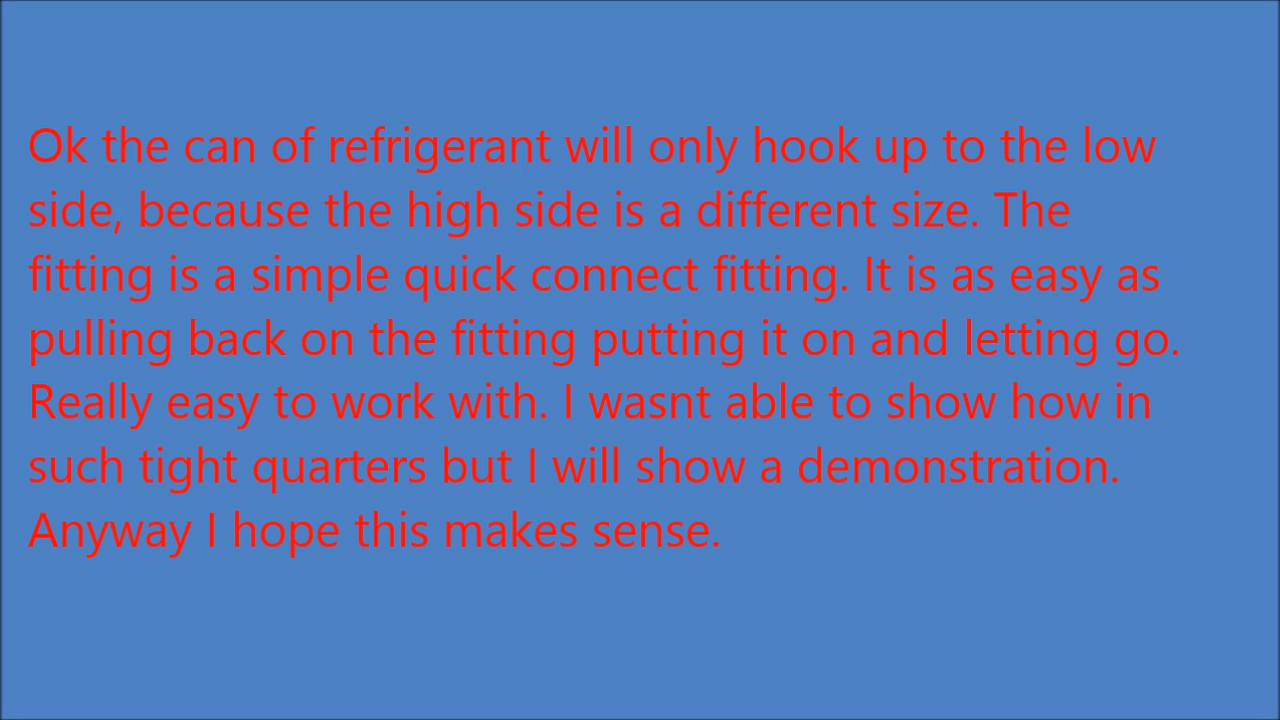 Ok the can of refrigerant will only hook up to the low
side, because the high side is a different size. The
fitting is a simple quick connect fitting. It is as easy as
pulling back on the fitting putting it on and letting go.
Really easy to work with. I wasnt able to show how in
such tight quarters but I will show a demonstration.
Anyway I hope this makes sense.